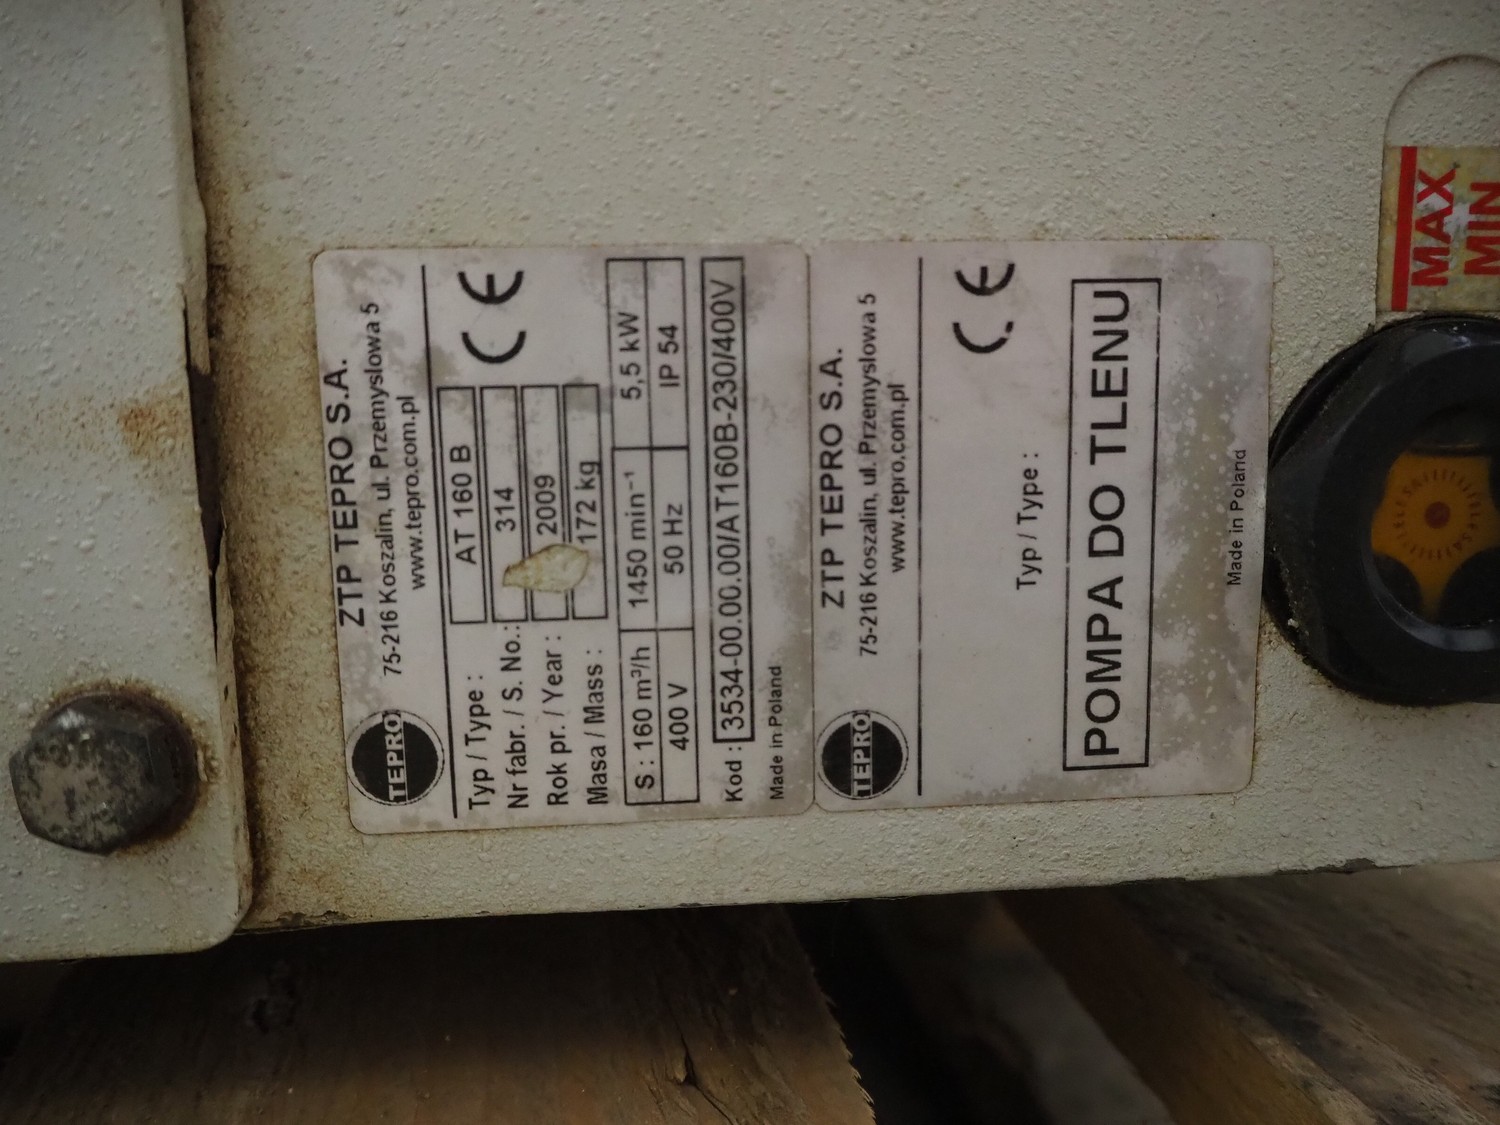 ZTP TEPRO S.A.
75-216 Koszalin, ul. Przemysłowa 5
www.tepro.com.pl
TEPRO
Typ / Type : AT 160 B
Nr fabr. / S. No.: 314
Rok pr. / Year : 2009
Masa / Mass : 172 kg
CE
S : 160 m³/h 1450 min⁻¹ 5,5 kW
400 V 50 Hz IP 54
Kod : 3534-00.00.00/AT160B-230/400V
Made in Poland
ZTP TEPRO S.A.
75-216 Koszalin, ul. Przemysłowa 5
www.tepro.com.pl
TEPRO
CE
Typ / Type :
POMPA DO TLENU
Made in Poland
MAX
MIN